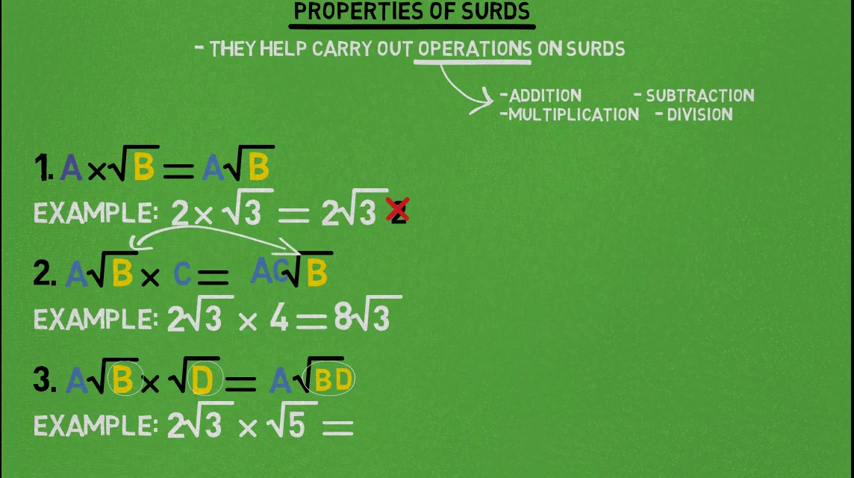 PROPERTIES OF SURDS
- THEY HELP CARRY OUT OPERATIONS ON SURDS
-ADDITION - SUBTRACTION
-MULTIPLICATION - DIVISION
1. A×√B = A√B
EXAMPLE: 2 × √3 = 2√3 2
2. A√B × C = AC√B
EXAMPLE: 2√3 × 4 = 8√3
3. A√B × √D = A√BD
EXAMPLE: 2√3 × √5 =